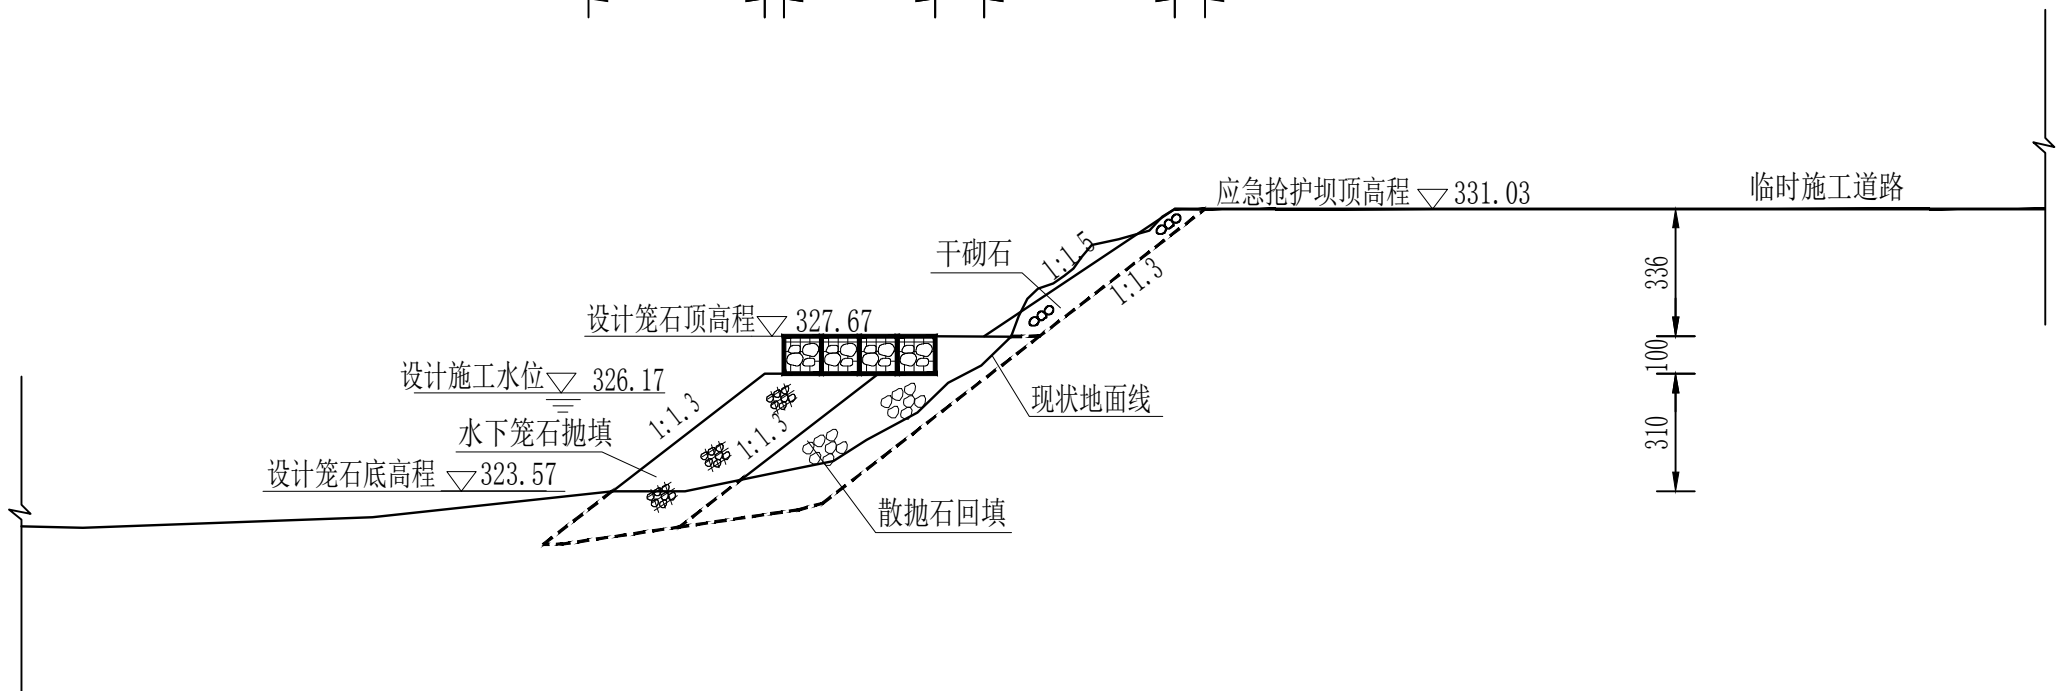 应急抢护坝顶高程 331.03
临时施工道路
干砌石
1:1.5
1:1.3
336
设计笼石顶高程 327.67
100
设计施工水位 326.17
现状地面线
1:1.3
1:1.3
水下笼石抛填
310
设计笼石底高程 323.57
散抛石回填